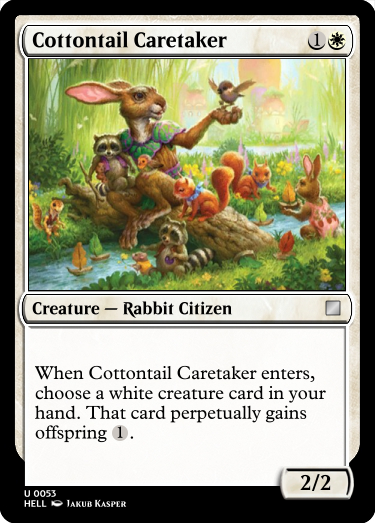 Cottontail Caretaker 1
Creature — Rabbit Citizen
When Cottontail Caretaker enters,
choose a white creature card in your
hand. That card perpetually gains
offspring 1.
2/2
U 0053
HELL Jakub Kasper